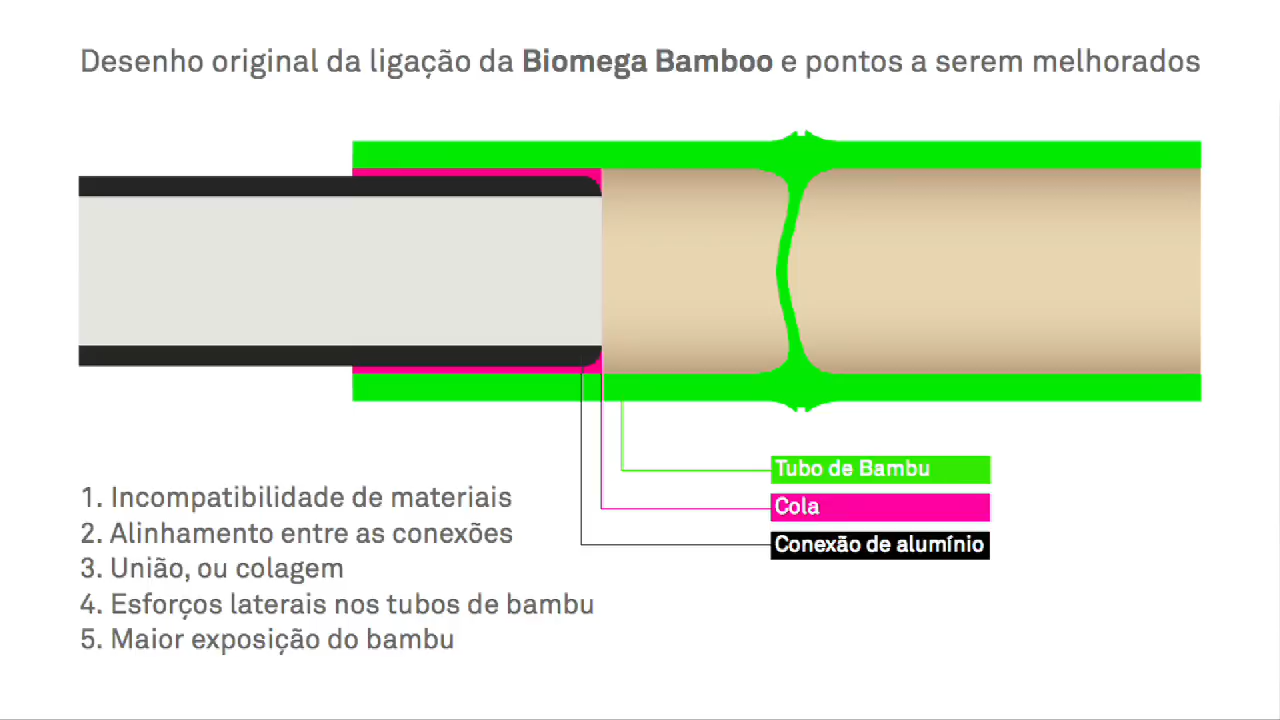 Desenho original da ligação da Biomega Bamboo e pontos a serem melhorados
Tubo de Bambu
Cola
Conexão de alumínio
1. Incompatibilidade de materiais
2. Alinhamento entre as conexões
3. União, ou colagem
4. Esforços laterais nos tubos de bambu
5. Maior exposição do bambu